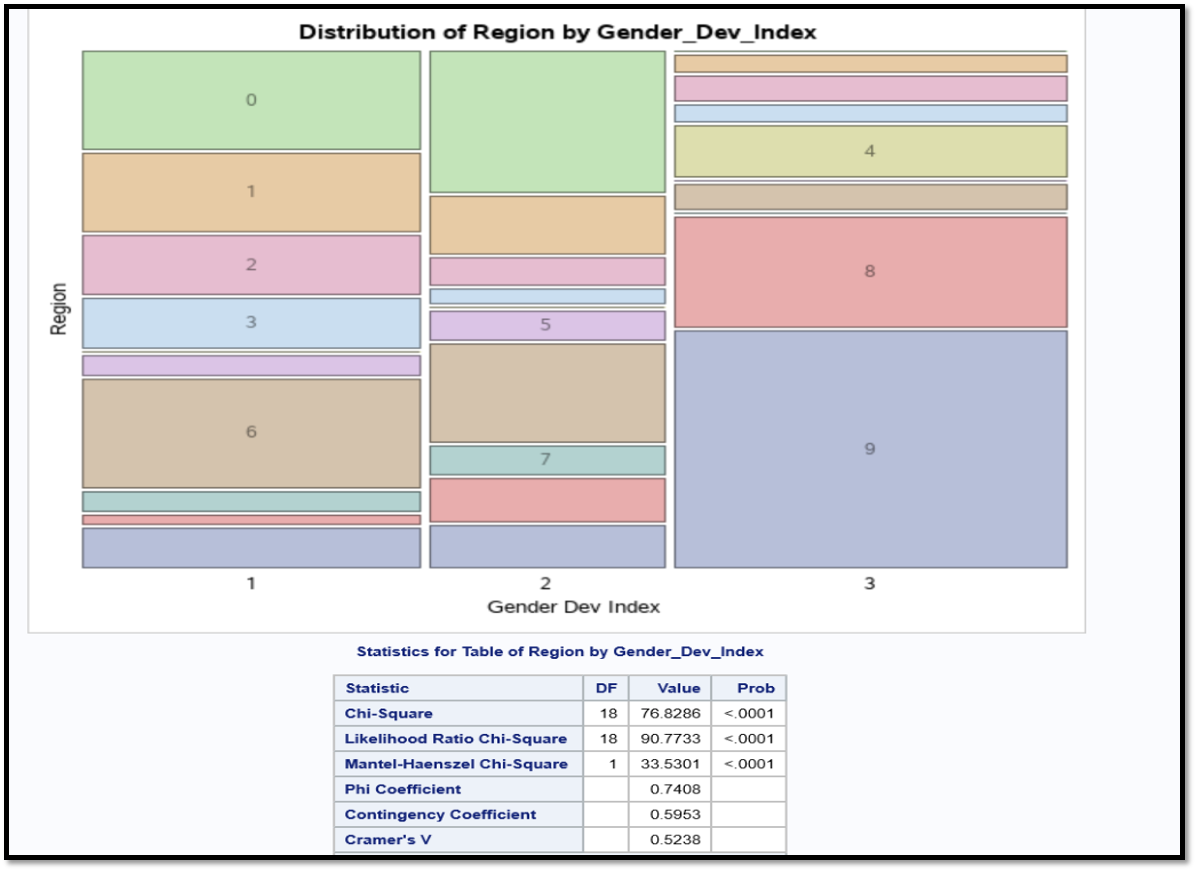 Distribution of Region by Gender_Dev_Index
0
1
2
3
6
5
7
4
8
9
Region
1 2 3
Gender Dev Index
Statistics for Table of Region by Gender_Dev_Index
Statistic DF Value Prob
Chi-Square 18 76.8286 <.0001
Likelihood Ratio Chi-Square 18 90.7733 <.0001
Mantel-Haenszel Chi-Square 1 33.5301 <.0001
Phi Coefficient 0.7408
Contingency Coefficient 0.5953
Cramer's V 0.5238